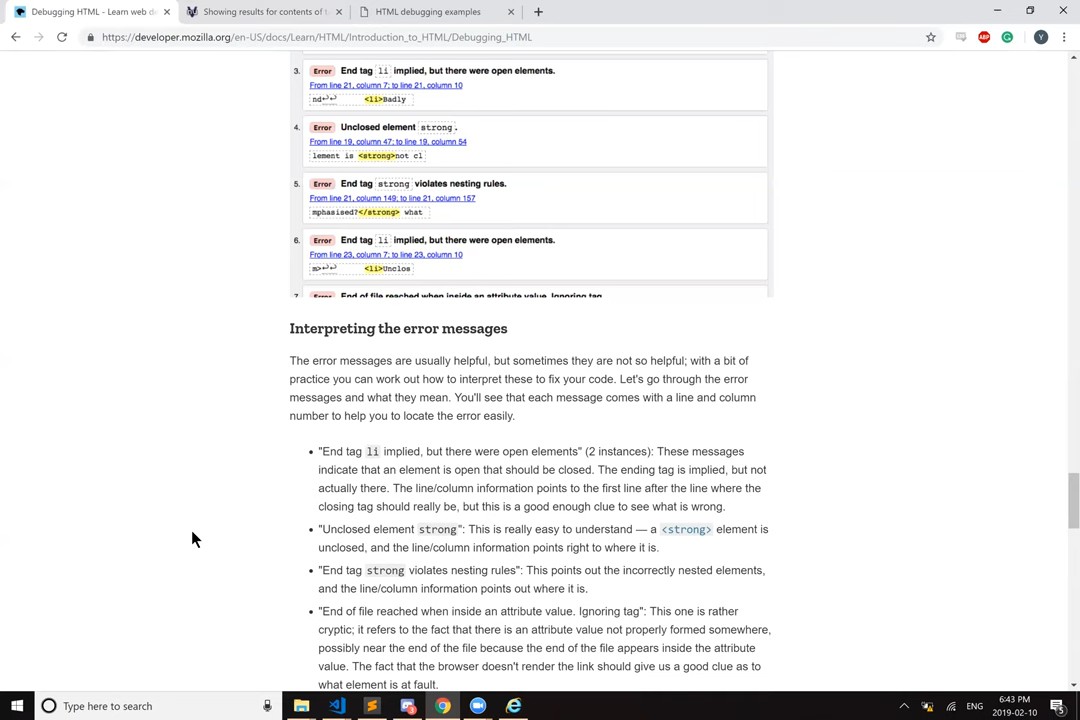 Debugging HTML - Learn web de
Showing results for contents of t
HTML debugging examples
https://developer.mozilla.org/en-US/docs/Learn/HTML/Introduction_to_HTML/Debugging_HTML
ABP
Y
3. Error End tag li implied, but there were open elements.
From line 21, column 7; to line 21, column 10
nd↩↩ <li>Badly
4. Error Unclosed element strong.
From line 19, column 47; to line 19, column 54
lement is <strong>not cl
5. Error End tag strong violates nesting rules.
From line 21, column 149, to line 21, column 157
mphasised?</strong> what
6. Error End tag li implied, but there were open elements.
From line 23, column 7; to line 23, column 10
m>↩↩ <li>Unclos
7. Error End of file reached when inside an attribute value. Ignoring tag.
Interpreting the error messages
The error messages are usually helpful, but sometimes they are not so helpful; with a bit of
practice you can work out how to interpret these to fix your code. Let's go through the error
messages and what they mean. You'll see that each message comes with a line and column
number to help you to locate the error easily.
• "End tag li implied, but there were open elements" (2 instances): These messages
indicate that an element is open that should be closed. The ending tag is implied, but not
actually there. The line/column information points to the first line after the line where the
closing tag should really be, but this is a good enough clue to see what is wrong.
• "Unclosed element strong": This is really easy to understand — a <strong> element is
unclosed, and the line/column information points right to where it is.
• "End tag strong violates nesting rules": This points out the incorrectly nested elements,
and the line/column information points out where it is.
• "End of file reached when inside an attribute value. Ignoring tag": This one is rather
cryptic; it refers to the fact that there is an attribute value not properly formed somewhere,
possibly near the end of the file because the end of the file appears inside the attribute
value. The fact that the browser doesn't render the link should give us a good clue as to
what element is at fault.
Type here to search
ENG
6:43 PM
2019-02-10
5